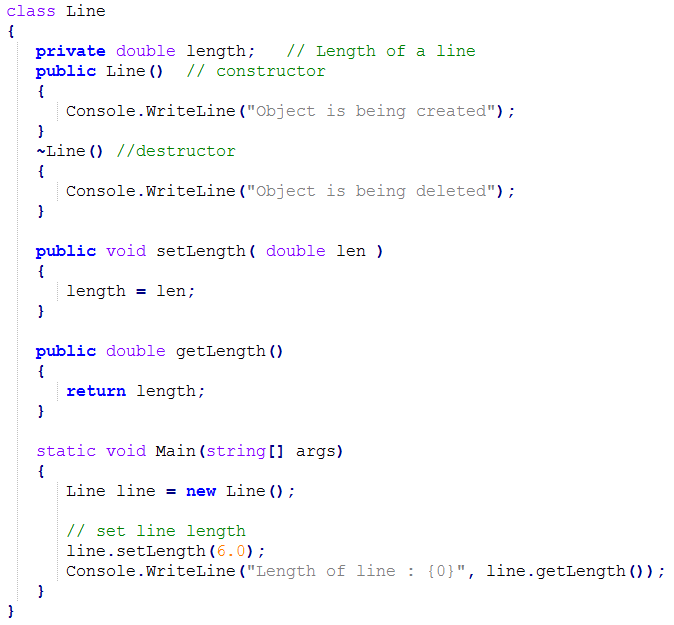 class Line
{
private double length;   // Length of a line
public Line()  // constructor
{
Console.WriteLine("Object is being created");
}
~Line() //destructor
{
Console.WriteLine("Object is being deleted");
}
public void setLength( double len )
{
length = len;
}
public double getLength()
{
return length;
}
static void Main(string[] args)
{
Line line = new Line();
// set line length
line.setLength(6.0);
Console.WriteLine("Length of line : {0}", line.getLength());
}
}